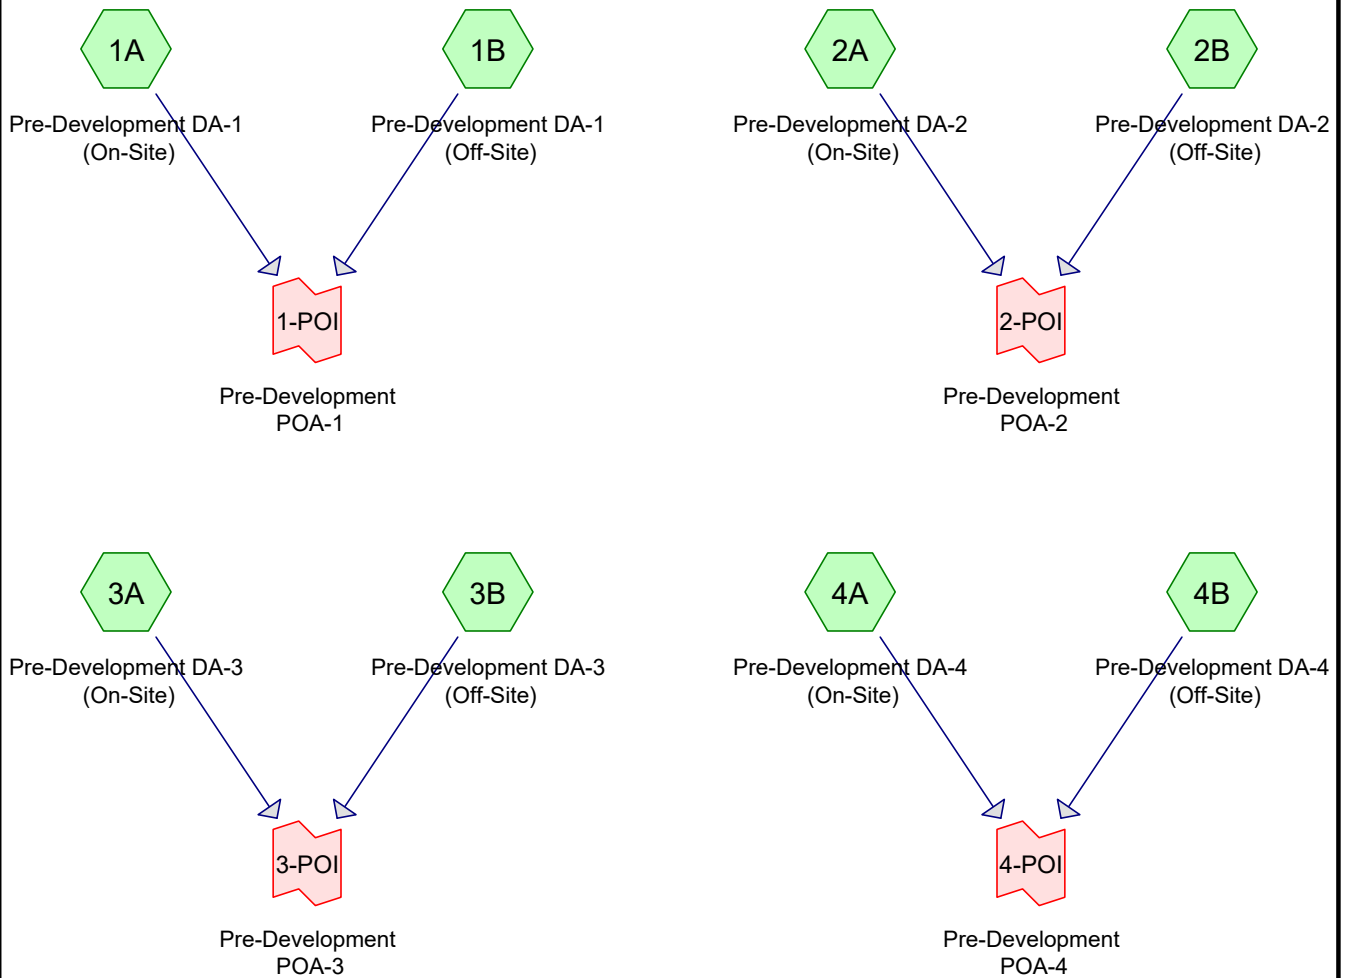 1A
Pre-Development DA-1
(On-Site)
1B
Pre-Development DA-1
(Off-Site)
1-POI
Pre-Development
POA-1
2A
Pre-Development DA-2
(On-Site)
2B
Pre-Development DA-2
(Off-Site)
2-POI
Pre-Development
POA-2
3A
Pre-Development DA-3
(On-Site)
3B
Pre-Development DA-3
(Off-Site)
3-POI
Pre-Development
POA-3
4A
Pre-Development DA-4
(On-Site)
4B
Pre-Development DA-4
(Off-Site)
4-POI
Pre-Development
POA-4